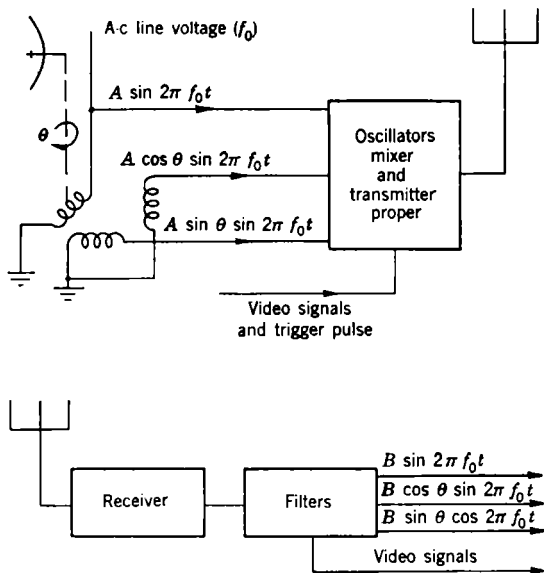 A-c line voltage (f₀)
A sin 2π f₀t
θ
A cos θ sin 2π f₀t
A sin θ sin 2π f₀t
Oscillators
mixer
and
transmitter
proper
Video signals
and trigger pulse
Receiver
Filters
B sin 2π f₀t
B cos θ sin 2π f₀t
B sin θ cos 2π f₀t
Video signals